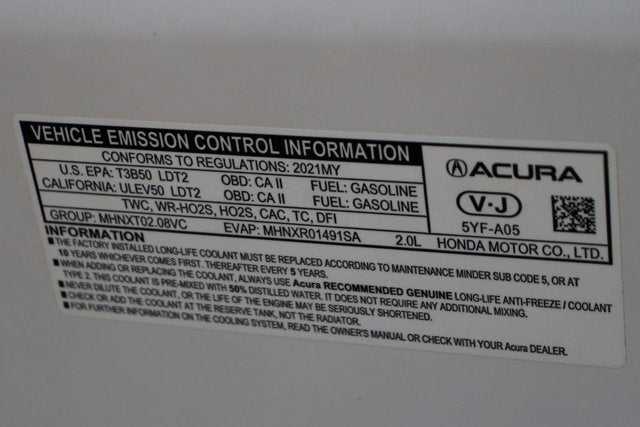 VEHICLE EMISSION CONTROL INFORMATION
CONFORMS TO REGULATIONS: 2021MY
U.S. EPA: T3B50 LDT2 OBD: CA II FUEL: GASOLINE
CALIFORNIA: ULEV50 LDT2 OBD: CA II FUEL: GASOLINE
TWC, WR-HO2S, HO2S, CAC, TC, DFI
GROUP: MHNXT02.08VC EVAP: MHNXR01491SA 2.0L
ACURA
V-J
5YF-A05
HONDA MOTOR CO., LTD.
INFORMATION
■THE FACTORY INSTALLED LONG-LIFE COOLANT MUST BE REPLACED ACCORDING TO MAINTENANCE MINDER SUB CODE 5, OR AT
10 YEARS WHICHEVER COMES FIRST. THEREAFTER EVERY 5 YEARS.
■WHEN ADDING OR REPLACING THE COOLANT, ALWAYS USE Acura RECOMMENDED GENUINE LONG-LIFE ANTI-FREEZE / COOLANT
TYPE 2. THIS COOLANT IS PRE-MIXED WITH 50% DISTILLED WATER. IT DOES NOT REQUIRE ANY ADDITIONAL MIXING.
■NEVER DILUTE THE COOLANT, OR THE LIFE OF THE ENGINE MAY BE SERIOUSLY SHORTENED.
■CHECK OR ADD THE COOLANT AT THE RESERVE TANK, NOT THE RADIATOR.
■FOR FURTHER INFORMATION ON THE COOLING SYSTEM, READ THE OWNER'S MANUAL OR CHECK WITH YOUR Acura DEALER.